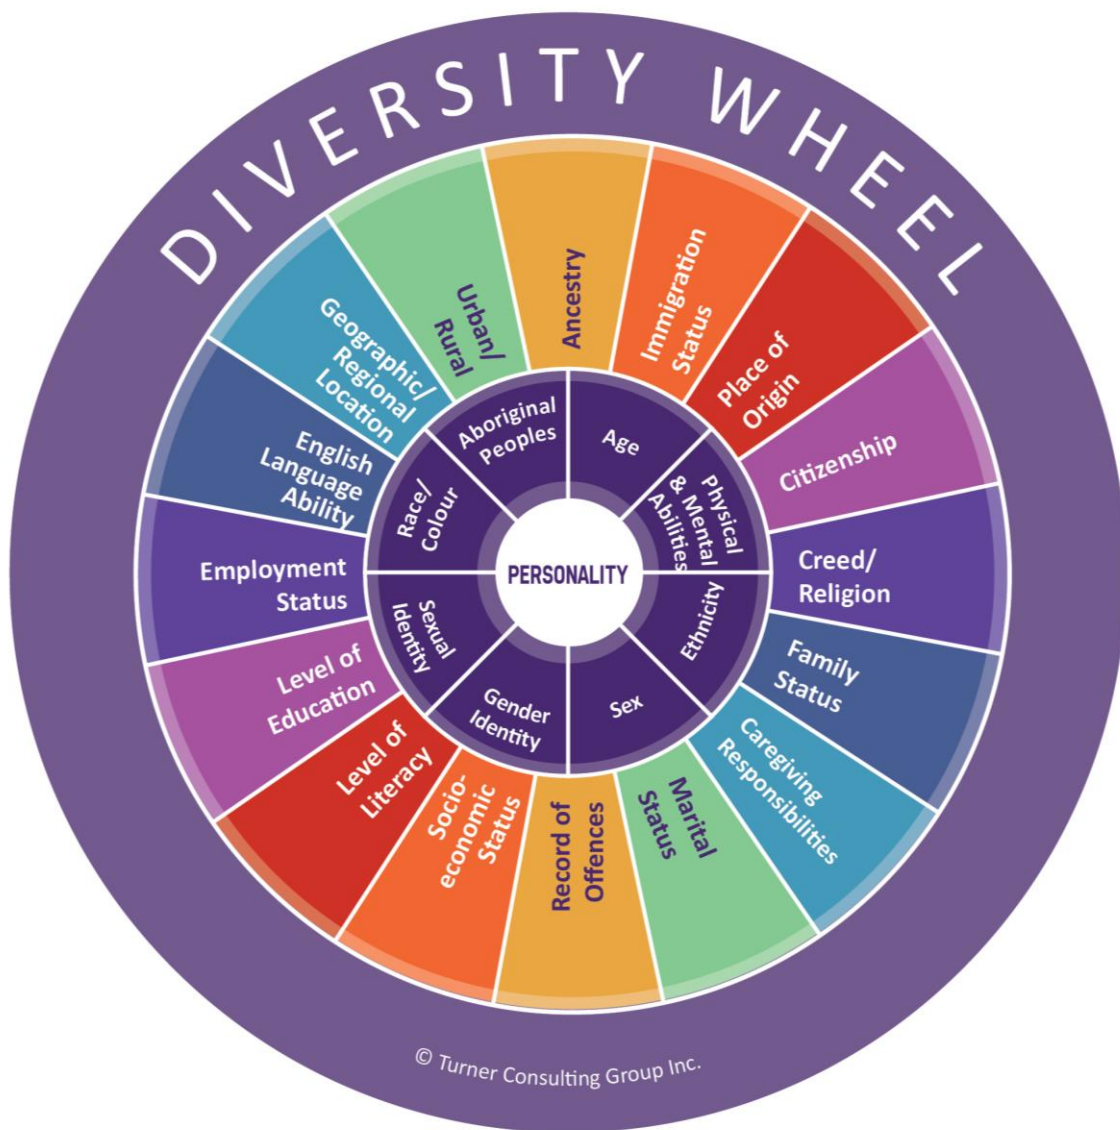 DIVERSITY WHEEL
Ancestry
Immigration
Status
Place of
Origin
Citizenship
Creed/
Religion
Family
Status
Caregiving
Responsibilities
Marital
Status
Record of
Offences
Socio-
economic
Status
Level of
Literacy
Level of
Education
Employment
Status
English
Language
Ability
Geographic/
Regional
Location
Urban/
Rural
Age
Physical
& Mental
Abilities
Ethnicity
Sex
Gender
Identity
Sexual
Identity
Race/
Colour
Aboriginal
Peoples
PERSONALITY
© Turner Consulting Group Inc.